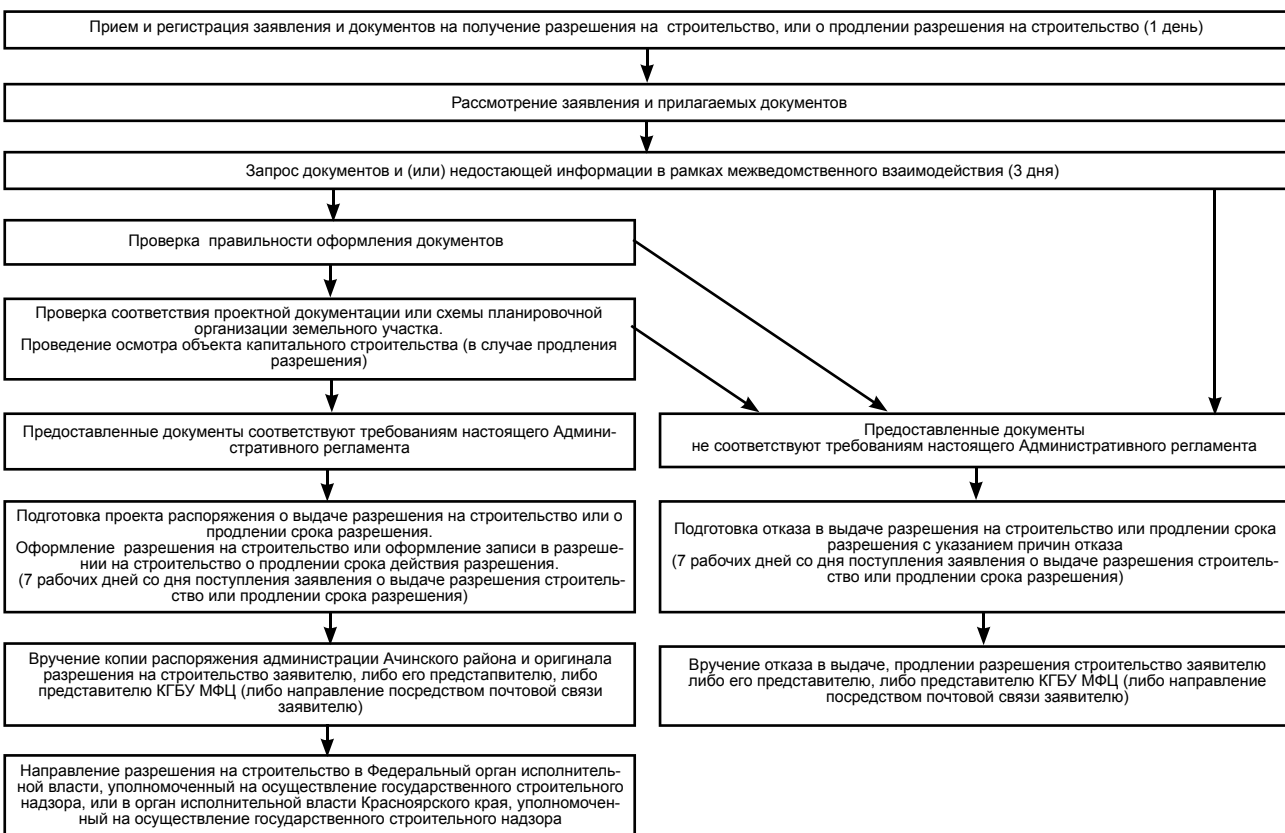 Прием и регистрация заявления и документов на получение разрешения на строительство, или о продлении разрешения на строительство (1 день)
Рассмотрение заявления и прилагаемых документов
Запрос документов и (или) недостающей информации в рамках межведомственного взаимодействия (3 дня)
Проверка правильности оформления документов
Проверка соответствия проектной документации или схемы планировочной
организации земельного участка.
Проведение осмотра объекта капитального строительства (в случае продления
разрешения)
Предоставленные документы соответствуют требованиям настоящего Админи-
стративного регламента
Предоставленные документы
не соответствуют требованиям настоящего Административного регламента
Подготовка проекта распоряжения о выдаче разрешения на строительство или о
продлении срока разрешения.
Оформление разрешения на строительство или оформление записи в разреше-
нии на строительство о продлении срока действия разрешения.
(7 рабочих дней со дня поступления заявления о выдаче разрешения строитель-
ство или продлении срока разрешения)
Подготовка отказа в выдаче разрешения на строительство или продлении срока
разрешения с указанием причин отказа
(7 рабочих дней со дня поступления заявления о выдаче разрешения строитель-
ство или продлении срока разрешения)
Вручение копии распоряжения администрации Ачинского района и оригинала
разрешения на строительство заявителю, либо его предстапвителю, либо
представителю КГБУ МФЦ (либо направление посредством почтовой связи
заявителю)
Вручение отказа в выдаче, продлении разрешения строительство заявителю
либо его представителю, либо представителю КГБУ МФЦ (либо направление
посредством почтовой связи заявителю)
Направление разрешения на строительство в Федеральный орган исполнитель-
ной власти, уполномоченный на осуществление государственного строительного
надзора, или в орган исполнительной власти Красноярского края, уполномочен-
ный на осуществление государственного строительного надзора